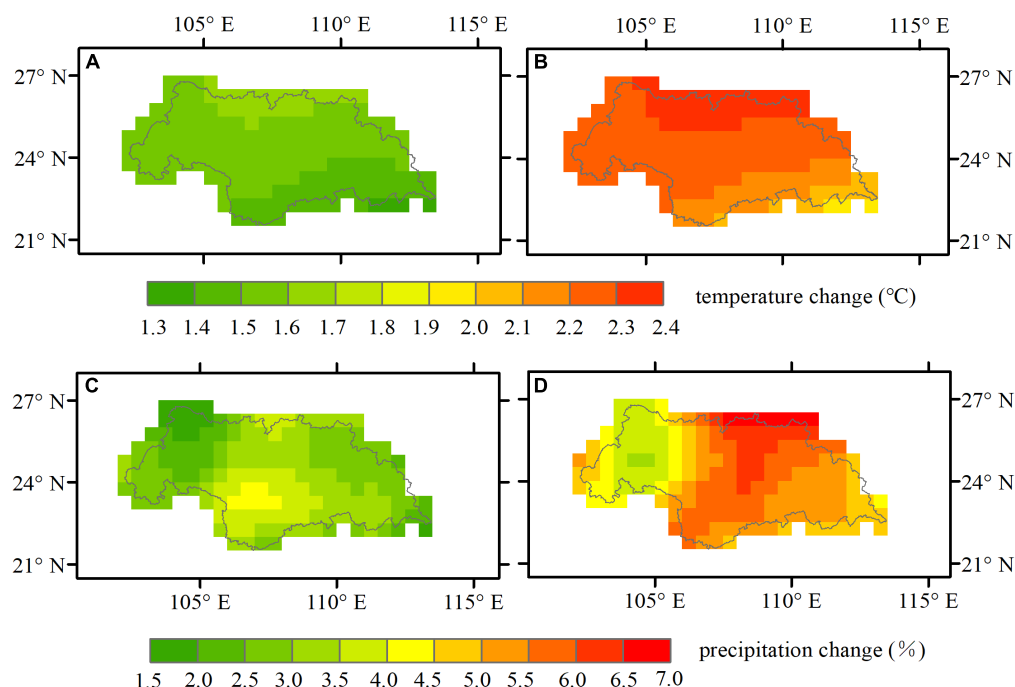 105° E 110° E 115° E 105° E 110° E 115° E
A B
27° N 27° N
24° N 24° N
21° N 21° N
temperature change (℃)
1.3 1.4 1.5 1.6 1.7 1.8 1.9 2.0 2.1 2.2 2.3 2.4
C D
27° N 27° N
24° N 24° N
21° N 21° N
105° E 110° E 115° E 105° E 110° E 115° E
precipitation change (%)
1.5 2.0 2.5 3.0 3.5 4.0 4.5 5.0 5.5 6.0 6.5 7.0